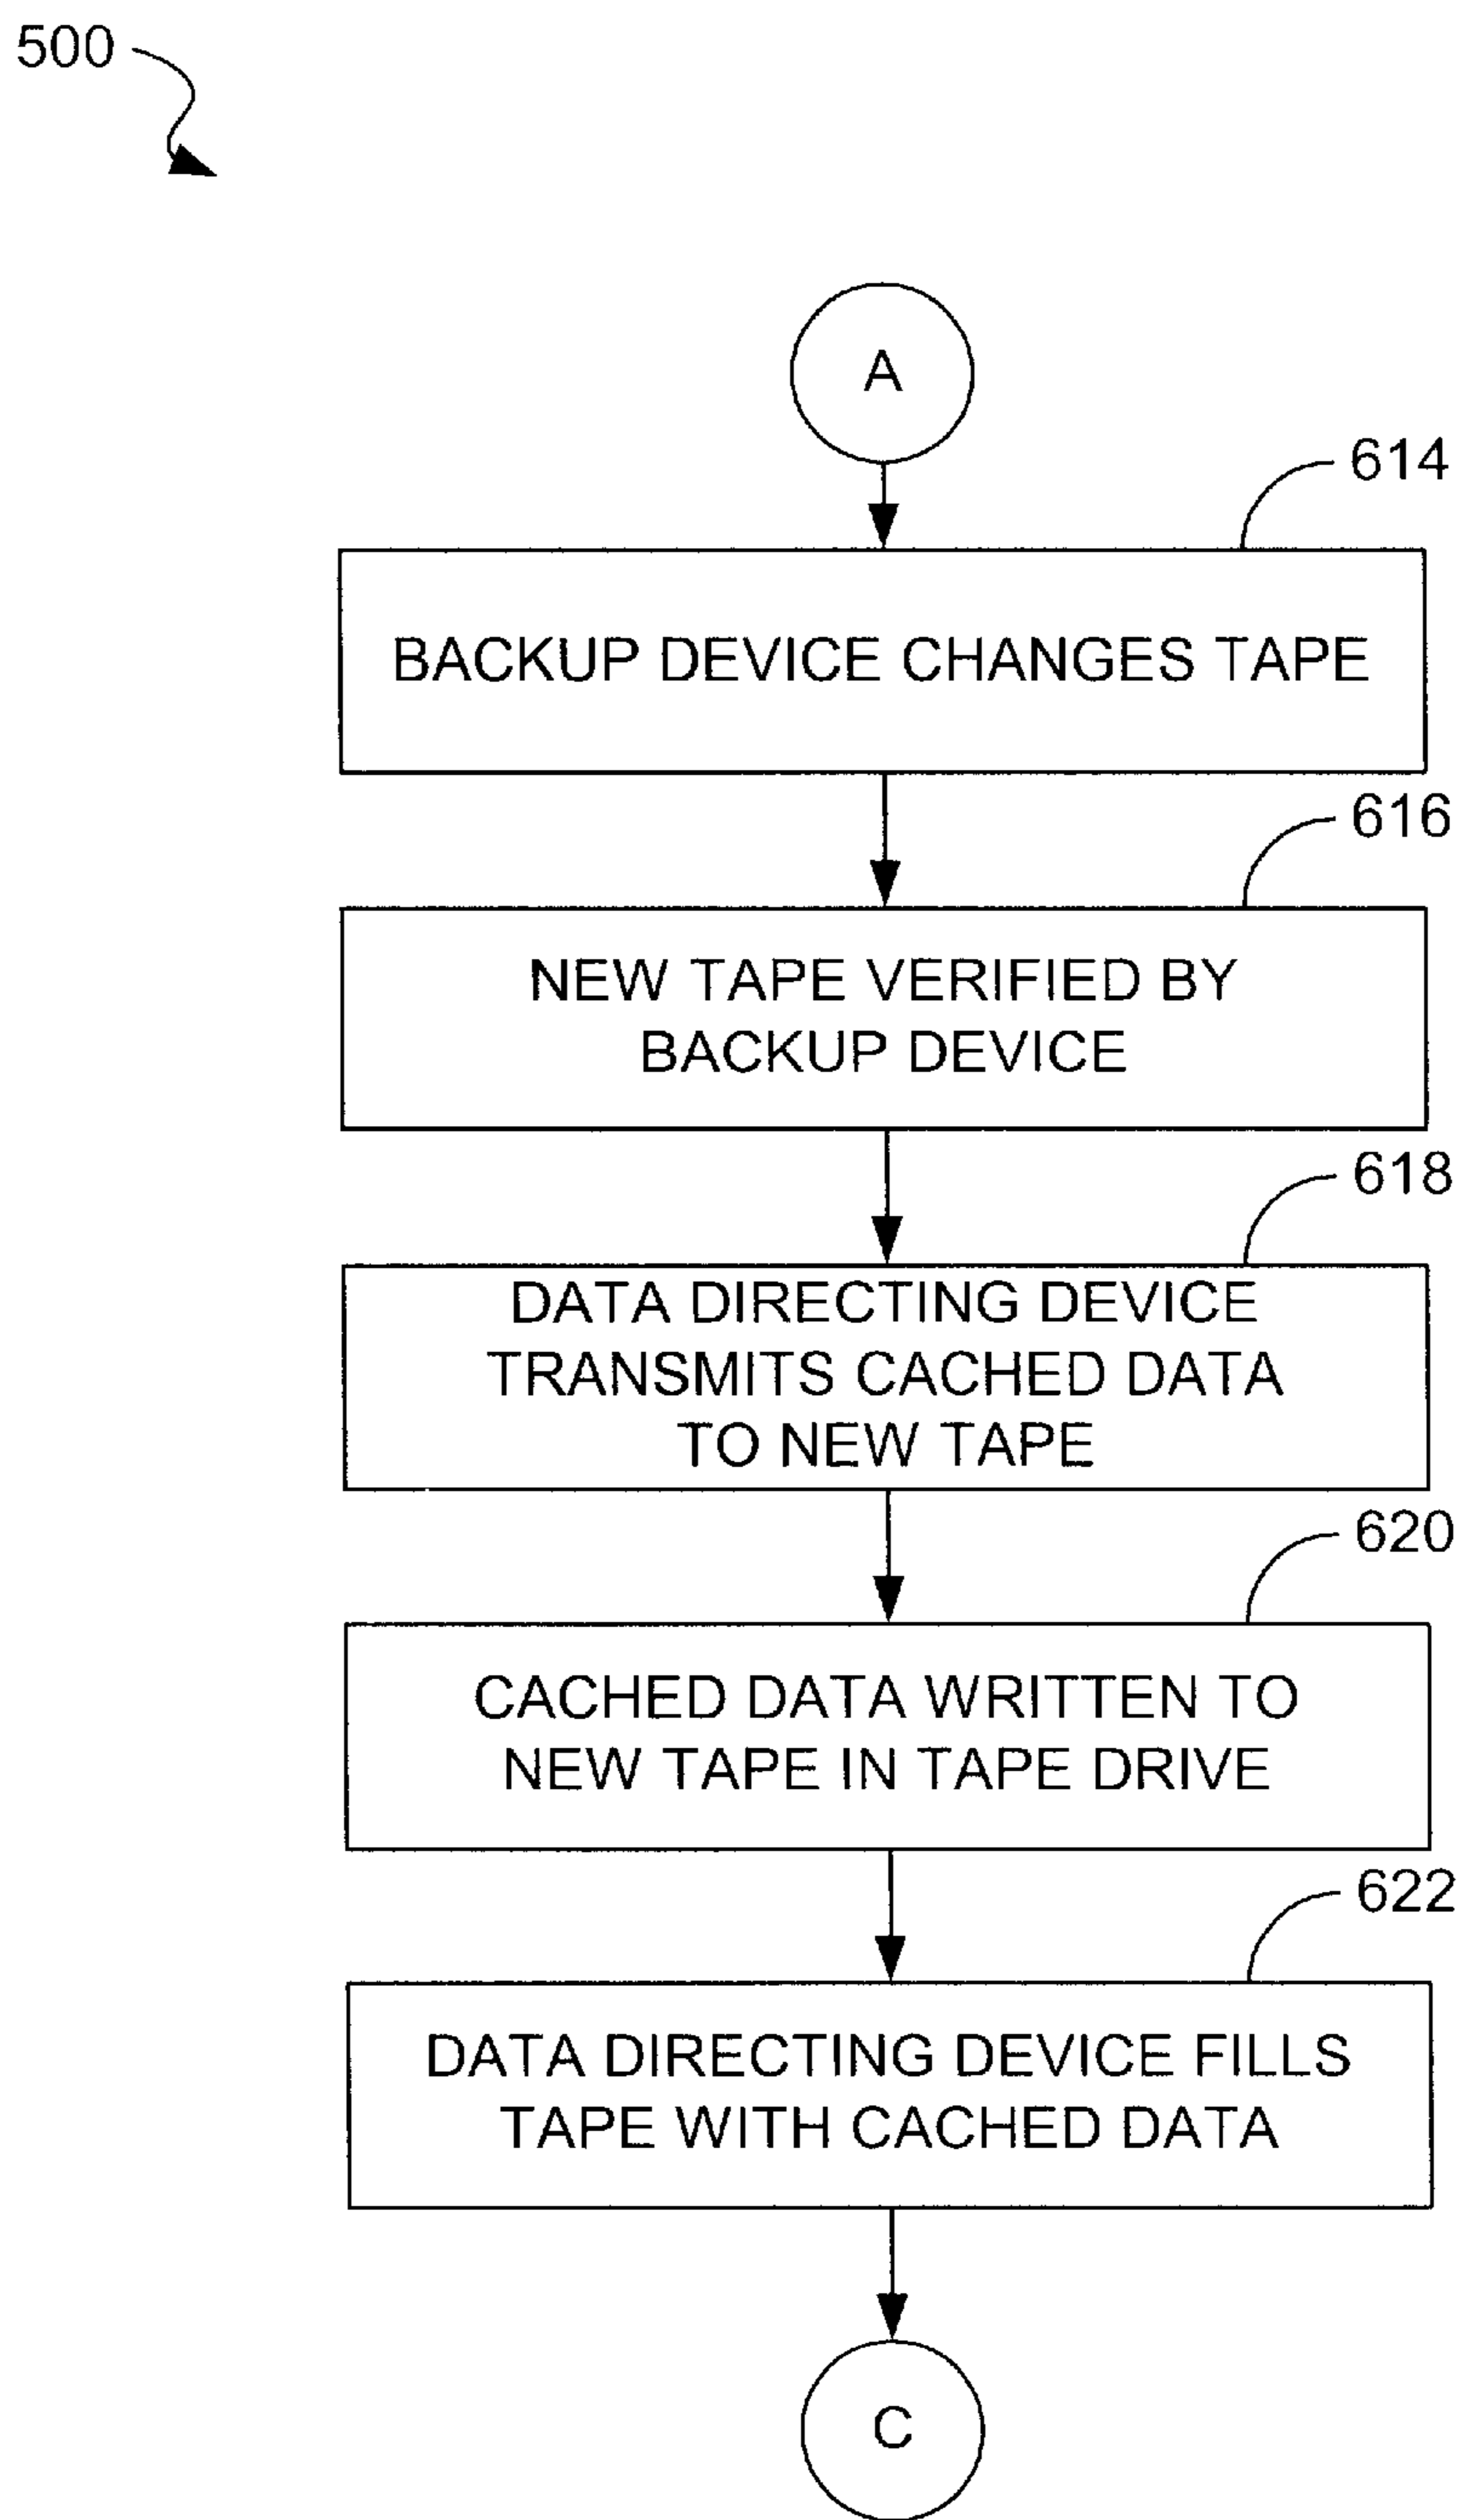 500
A
614
BACKUP DEVICE CHANGES TAPE
616
NEW TAPE VERIFIED BY
BACKUP DEVICE
618
DATA DIRECTING DEVICE
TRANSMITS CACHED DATA
TO NEW TAPE
620
CACHED DATA WRITTEN TO
NEW TAPE IN TAPE DRIVE
622
DATA DIRECTING DEVICE FILLS
TAPE WITH CACHED DATA
C